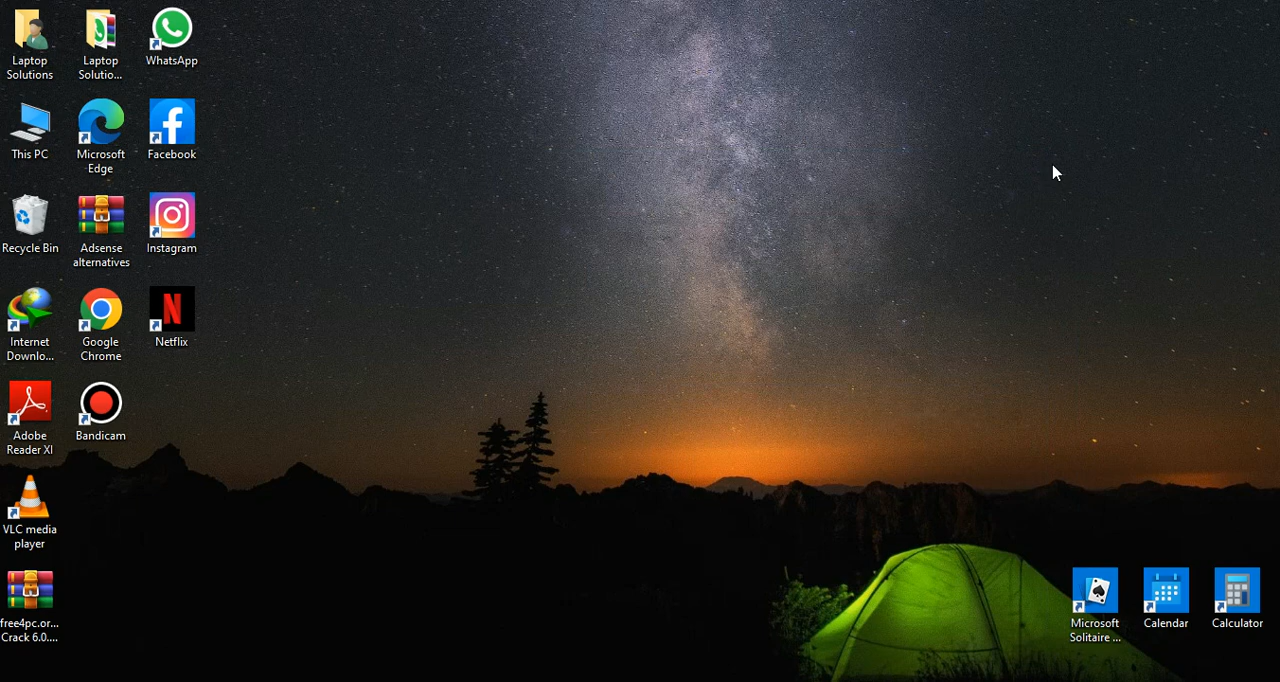 Laptop
Solutions
Laptop
Solutio...
WhatsApp
This PC
Microsoft
Edge
Facebook
Recycle Bin
Adsense
alternatives
Instagram
Internet
Downlo...
Google
Chrome
N
Netflix
Adobe
Reader XI
Bandicam
VLC media
player
free4pc.or...
Crack 6.0....
Microsoft
Solitaire ...
Calendar
Calculator